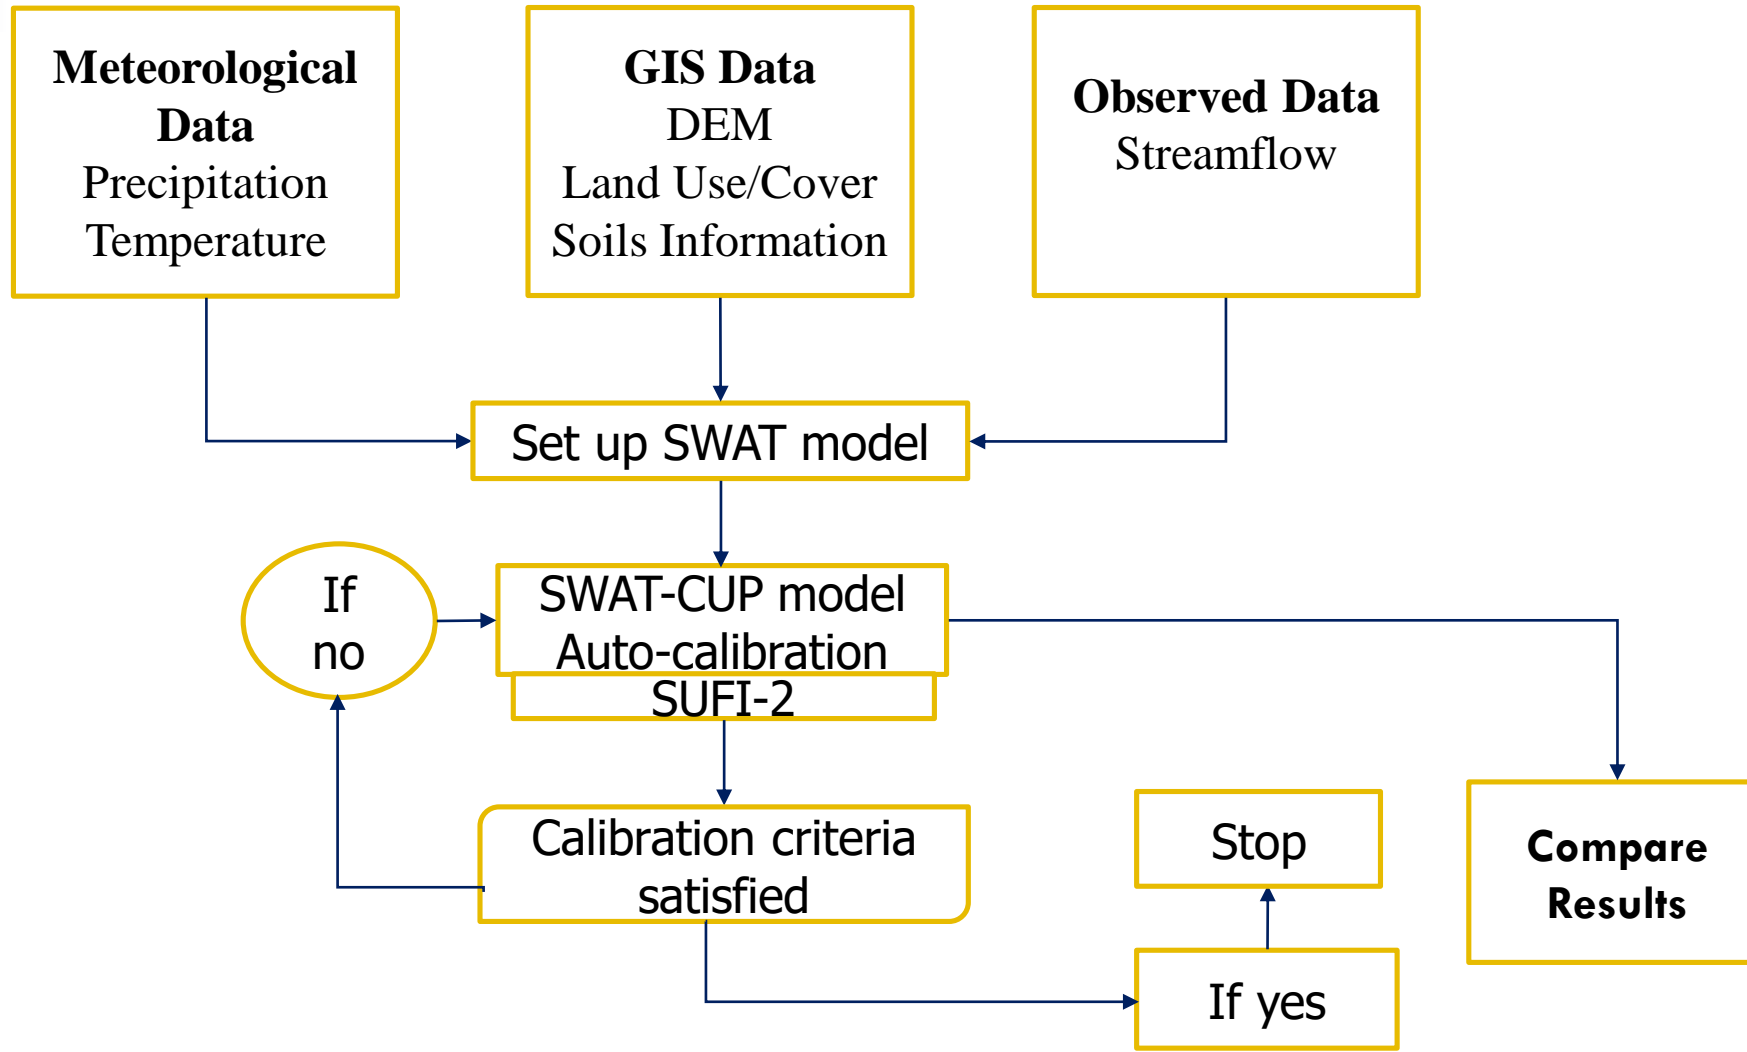 Meteorological
Data
Precipitation
Temperature
GIS Data
DEM
Land Use/Cover
Soils Information
Observed Data
Streamflow
Set up SWAT model
If
no
SWAT-CUP model
Auto-calibration
SUFI-2
Calibration criteria
satisfied
Stop
If yes
Compare
Results